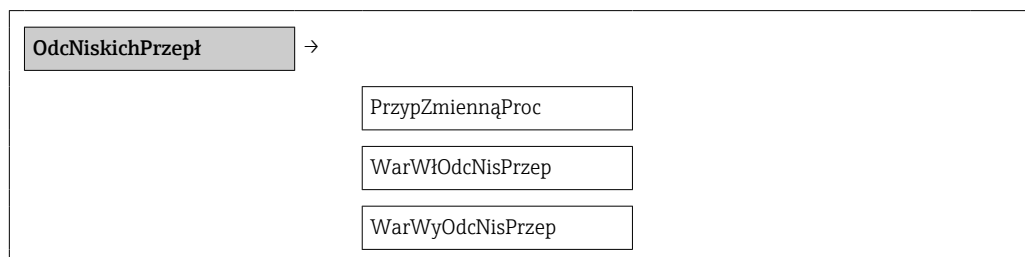 OdcNiskichPrzepł →
PrzypZmiennąProc
WarWłOdcNisPrzep
WarWyOdcNisPrzep